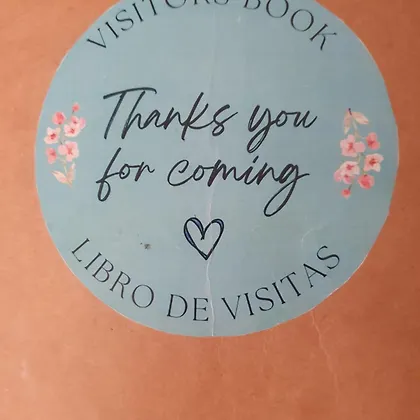 VISITORS BOOK
Thanks you
for coming
LIBRO DE VISITAS